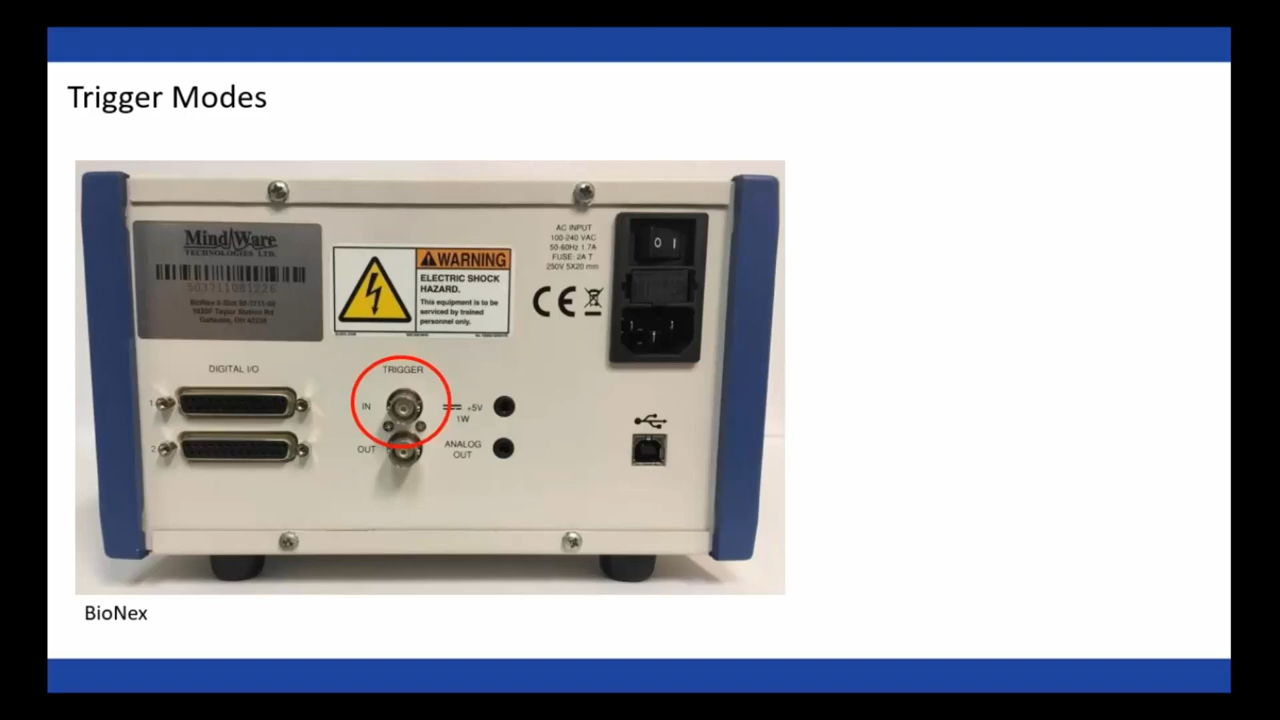 Trigger Modes
MindWare
TECHNOLOGIES LTD.
WARNING
ELECTRIC SHOCK
HAZARD.
This equipment is to be
serviced by trained
personnel only.
AC INPUT
100-240 VAC
50-60Hz 1.7A
FUSE: 2A T
250V 5X20 mm
CE
O I
DIGITAL I/O
1
2
TRIGGER
IN
OUT
+5V
1W
ANALOG
OUT
BioNex